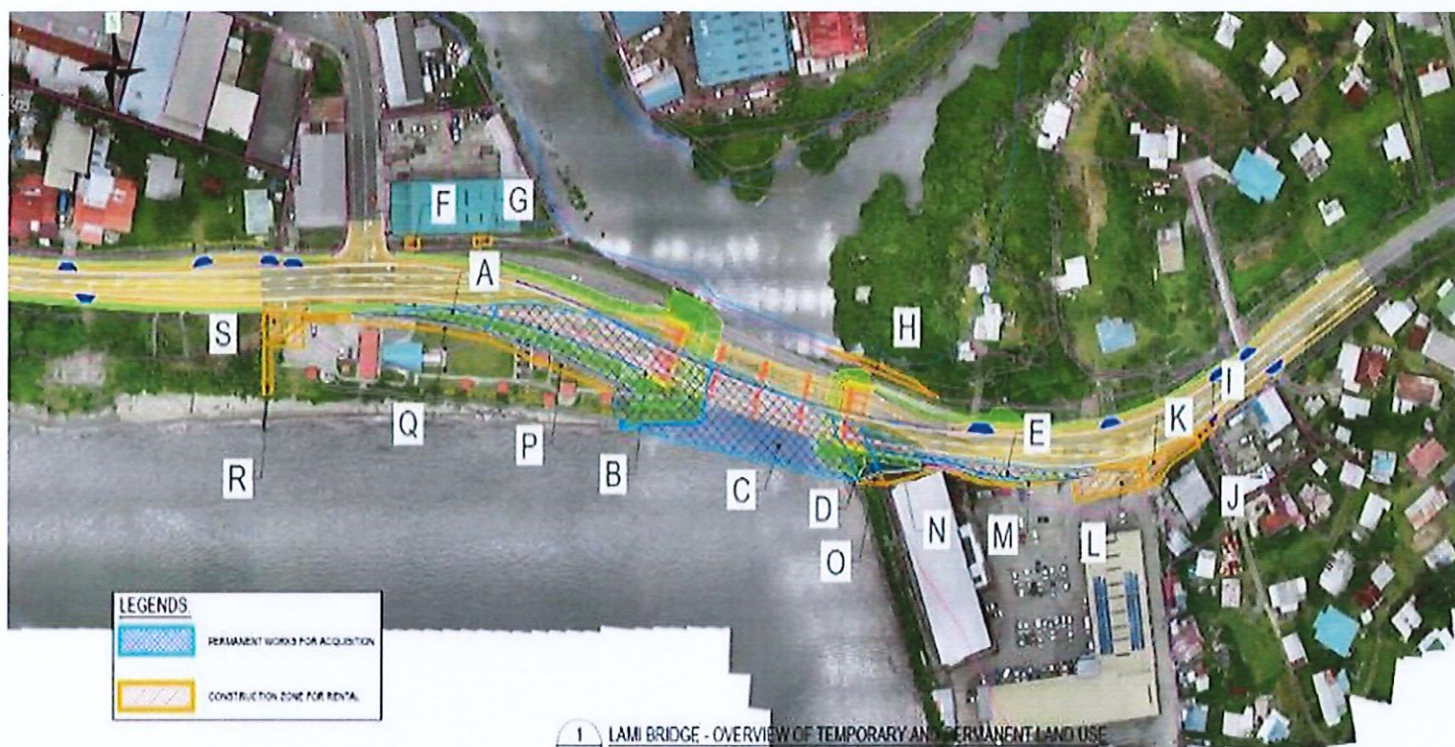 F
G
A
H
S
E
K
I
Q
P
B
R
C
D
N
M
L
J
O
LEGENDS
PERMANENT WORKS FOR ACQUISITION
CONSTRUCTION ZONE FOR RENTAL
1 LAMI BRIDGE - OVERVIEW OF TEMPORARY AND PERMANENT LAND USE